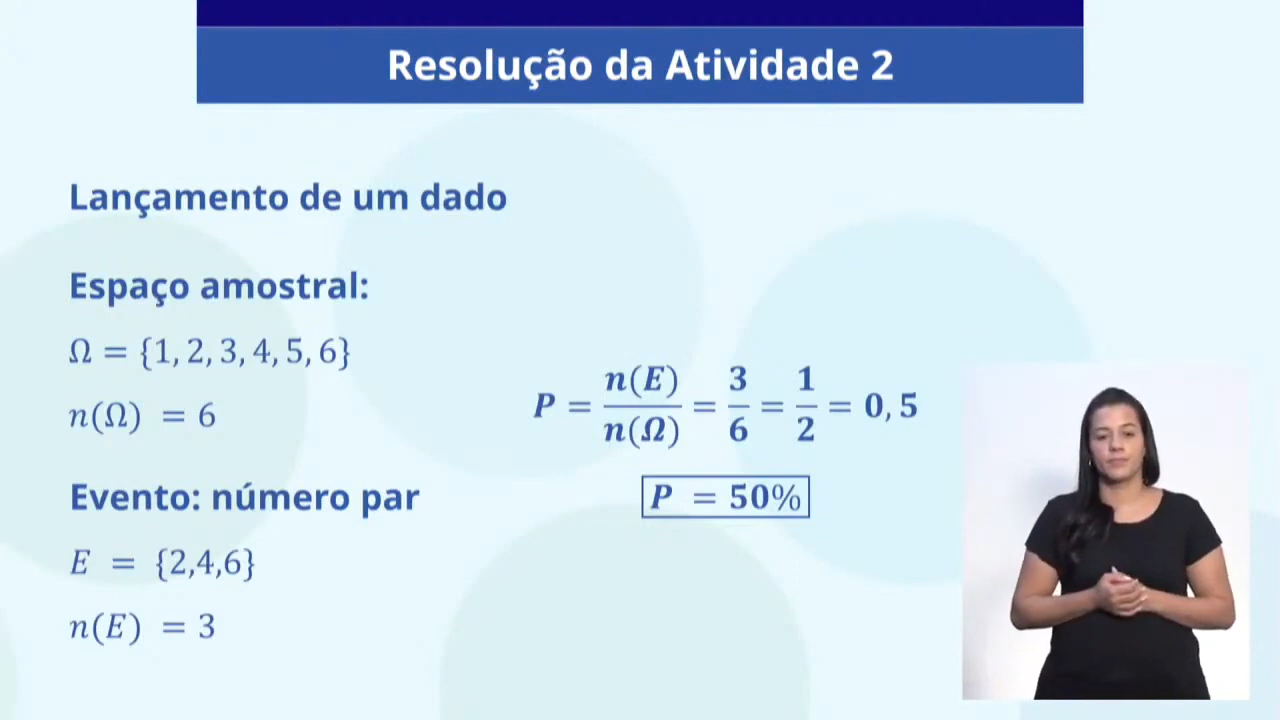 Resolução da Atividade 2
Lançamento de um dado
Espaço amostral:
Ω = {1, 2, 3, 4, 5, 6}
n(Ω) = 6
Evento: número par
E = {2,4,6}
n(E) = 3
P = n(E)/n(Ω) = 3/6 = 1/2 = 0, 5
P = 50%